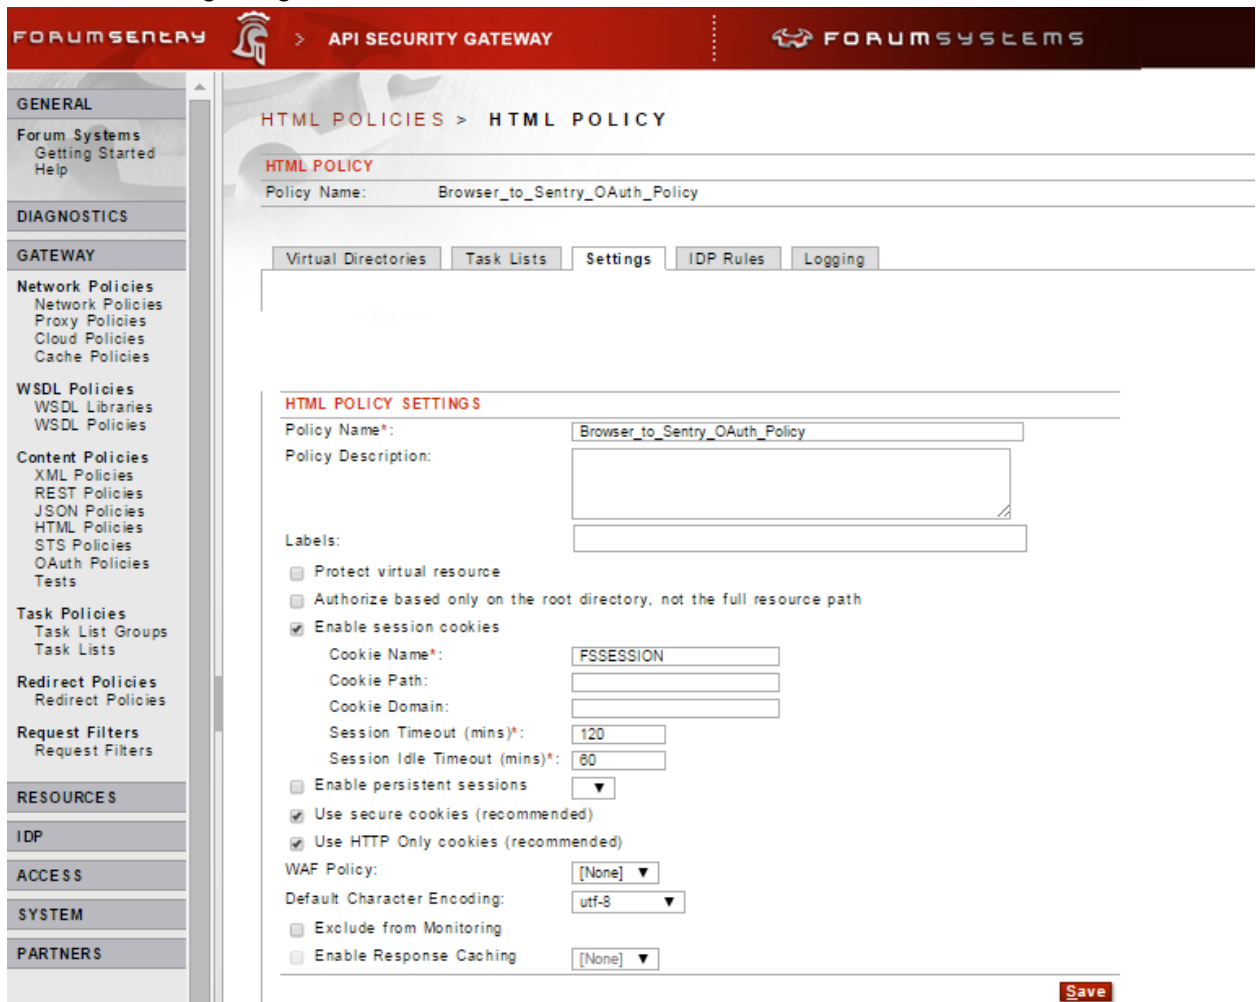 FORUMSENTRY > API SECURITY GATEWAY FORUMSYSTEMS
GENERAL
Forum Systems
Getting Started
Help
DIAGNOSTICS
GATEWAY
Network Policies
Network Policies
Proxy Policies
Cloud Policies
Cache Policies
WSDL Policies
WSDL Libraries
WSDL Policies
Content Policies
XML Policies
REST Policies
JSON Policies
HTML Policies
STS Policies
OAuth Policies
Tests
Task Policies
Task List Groups
Task Lists
Redirect Policies
Redirect Policies
Request Filters
Request Filters
RESOURCES
IDP
ACCESS
SYSTEM
PARTNERS
HTML POLICIES > HTML POLICY
HTML POLICY
Policy Name: Browser_to_Sentry_OAuth_Policy
Virtual Directories Task Lists Settings IDP Rules Logging
HTML POLICY SETTINGS
Policy Name*: Browser_to_Sentry_OAuth_Policy
Policy Description:
Labels:
Protect virtual resource
Authorize based only on the root directory, not the full resource path
Enable session cookies
Cookie Name*: FSSESSION
Cookie Path:
Cookie Domain:
Session Timeout (mins)*: 120
Session Idle Timeout (mins)*: 60
Enable persistent sessions
Use secure cookies (recommended)
Use HTTP Only cookies (recommended)
WAF Policy: [None]
Default Character Encoding: utf-8
Exclude from Monitoring
Enable Response Caching [None]
Save